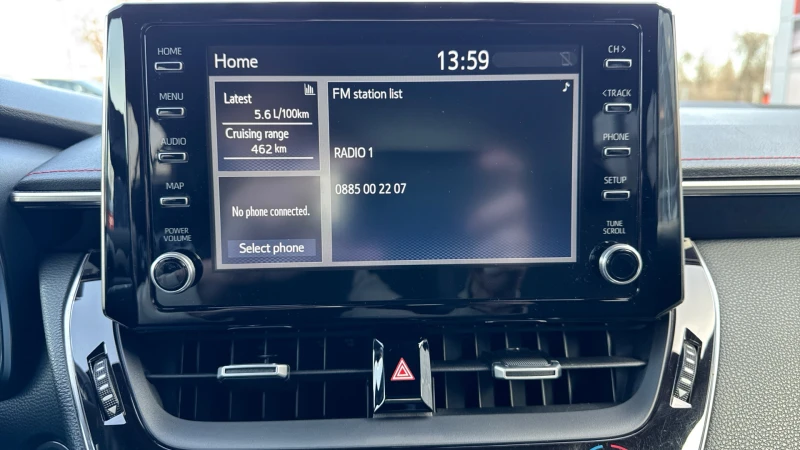 HOME
MENU
AUDIO
MAP
POWER
VOLUME
Home
13:59
Latest
5.6 L/100km
Cruising range
462 km
No phone connected.
Select phone
FM station list
RADIO 1
0885 00 22 07
CH >
<TRACK
PHONE
SETUP
TUNE
SCROLL